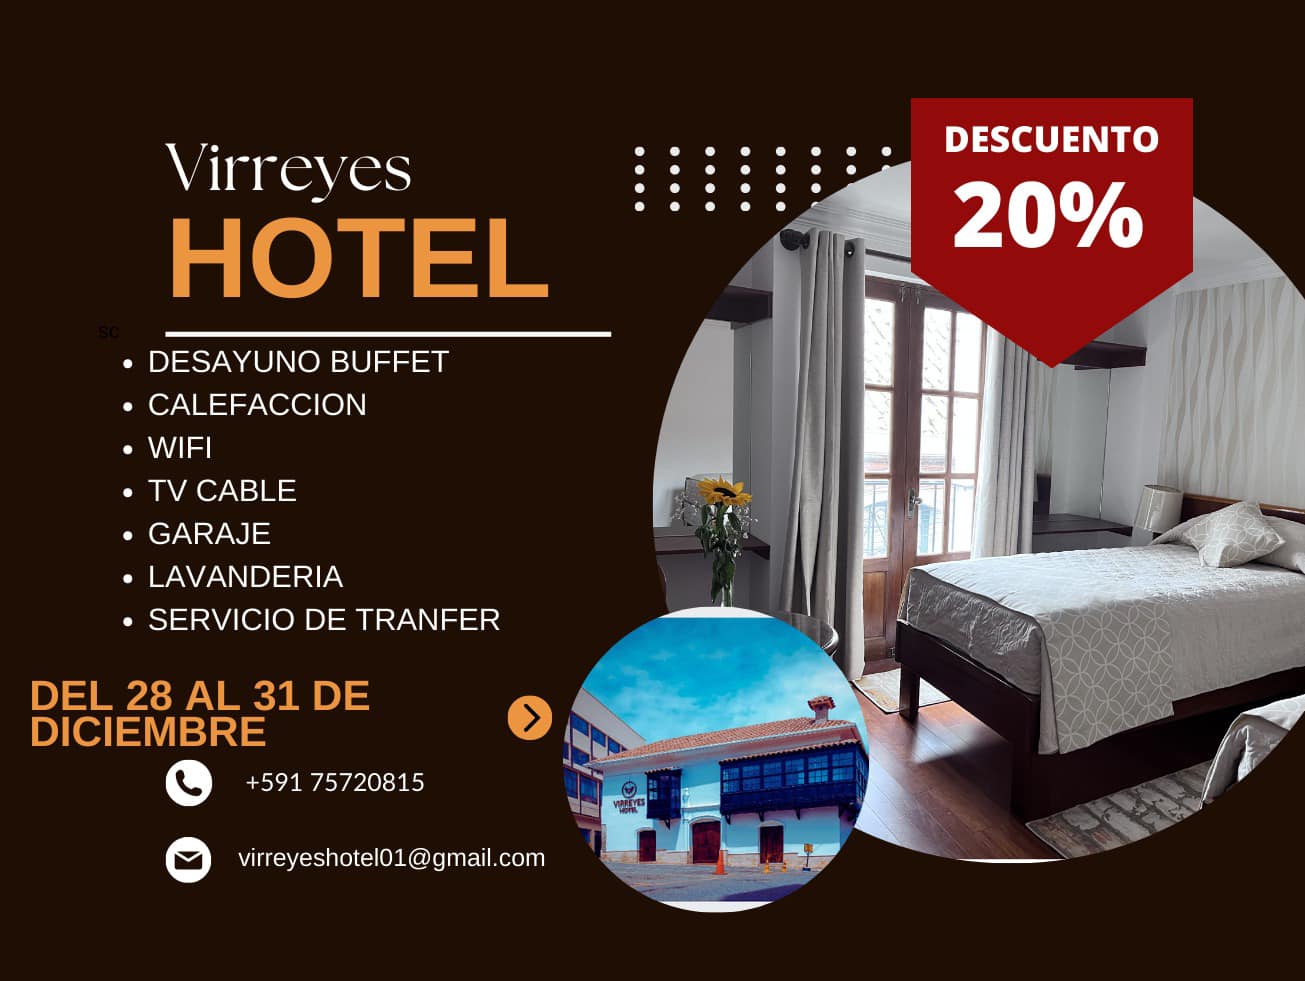 Virreyes
HOTEL
sc
DESAYUNO BUFFET
CALEFACCION
WIFI
TV CABLE
GARAJE
LAVANDERIA
SERVICIO DE TRANFER
DEL 28 AL 31 DE
DICIEMBRE
+591 75720815
virreyeshotel01@gmail.com
DESCUENTO
20%
VIRREYES
HOTEL